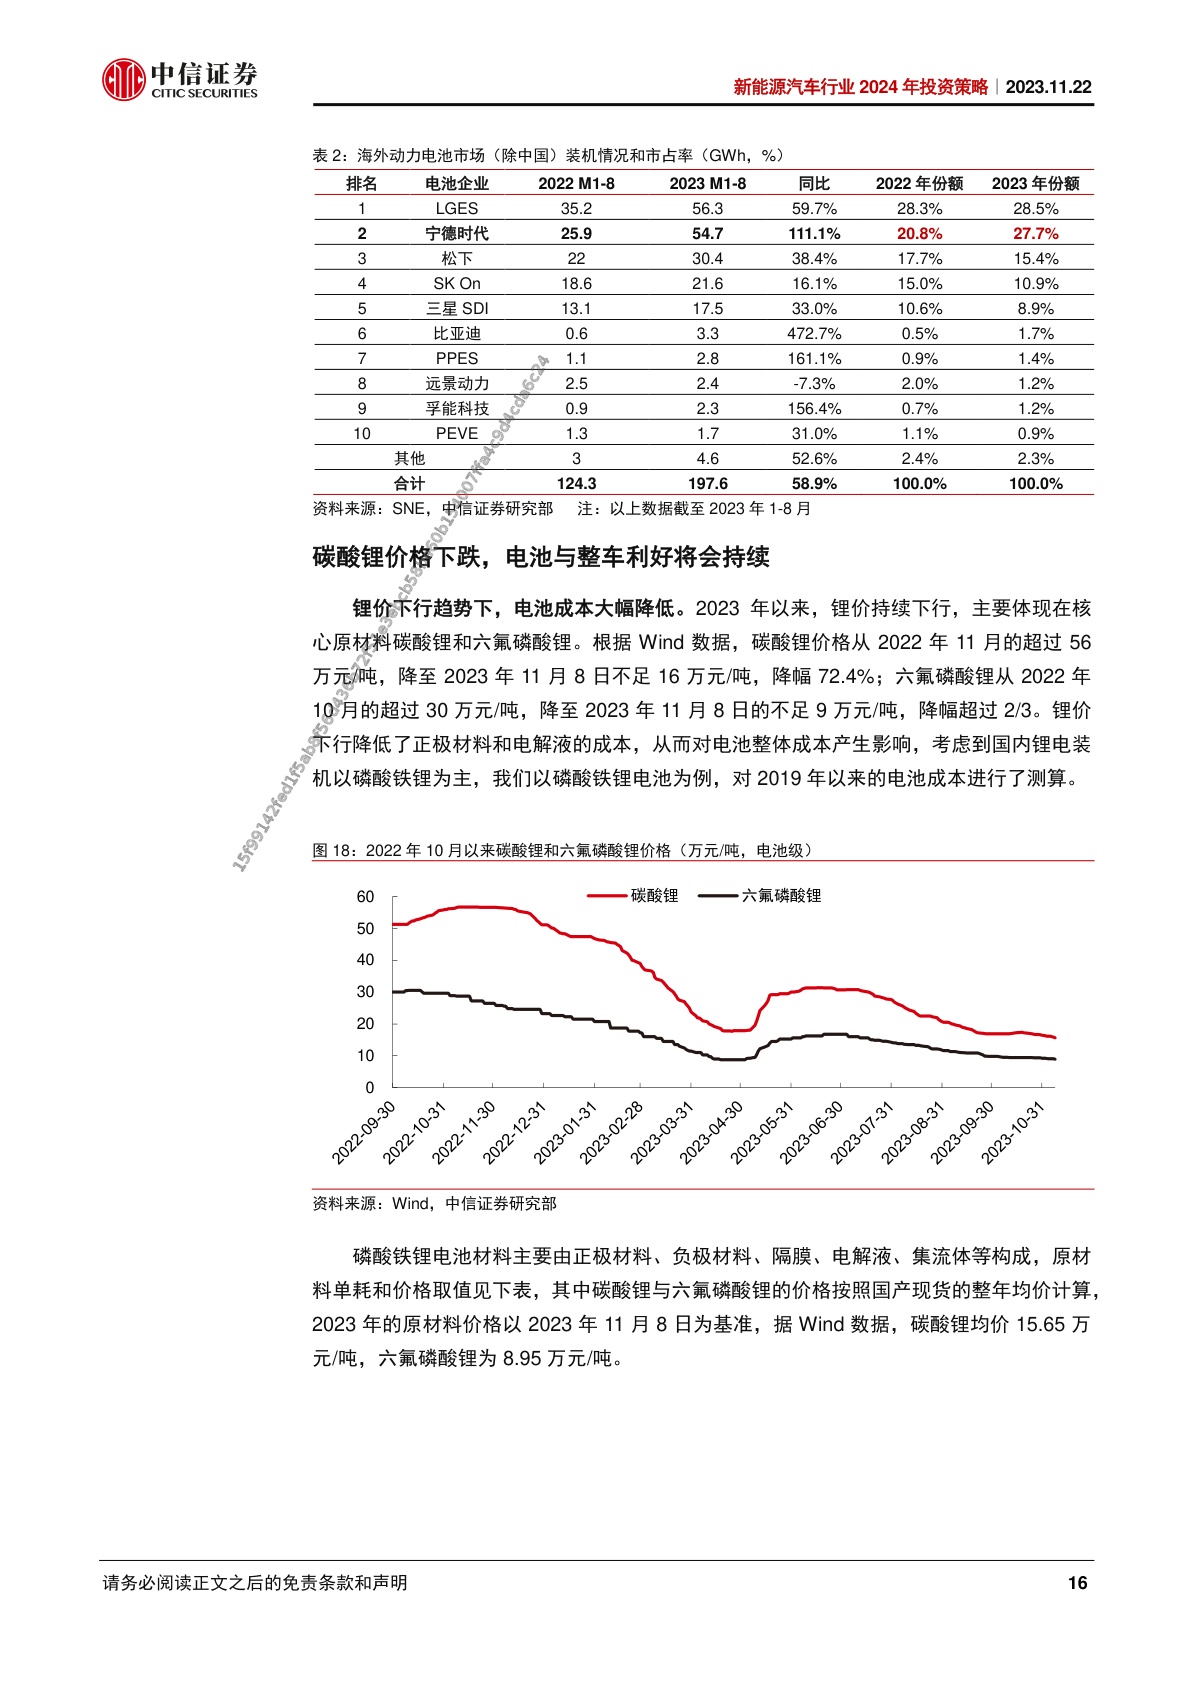 中信证券
CITIC SECURITIES
新能源汽车行业 2024 年投资策略｜2023.11.22
表 2：海外动力电池市场（除中国）装机情况和市占率（GWh，%）
排名 电池企业 2022 M1-8 2023 M1-8 同比 2022 年份额 2023 年份额
1 LGES 35.2 56.3 59.7% 28.3% 28.5%
2 宁德时代 25.9 54.7 111.1% 20.8% 27.7%
3 松下 22 30.4 38.4% 17.7% 15.4%
4 SK On 18.6 21.6 16.1% 15.0% 10.9%
5 三星 SDI 13.1 17.5 33.0% 10.6% 8.9%
6 比亚迪 0.6 3.3 472.7% 0.5% 1.7%
7 PPES 1.1 2.8 161.1% 0.9% 1.4%
8 远景动力 2.5 2.4 -7.3% 2.0% 1.2%
9 孚能科技 0.9 2.3 156.4% 0.7% 1.2%
10 PEVE 1.3 1.7 31.0% 1.1% 0.9%
其他 3 4.6 52.6% 2.4% 2.3%
合计 124.3 197.6 58.9% 100.0% 100.0%
资料来源：SNE，中信证券研究部 注：以上数据截至 2023 年 1-8 月
碳酸锂价格下跌，电池与整车利好将会持续
锂价下行趋势下，电池成本大幅降低。2023 年以来，锂价持续下行，主要体现在核
心原材料碳酸锂和六氟磷酸锂。根据 Wind 数据，碳酸锂价格从 2022 年 11 月的超过 56
万元/吨，降至 2023 年 11 月 8 日不足 16 万元/吨，降幅 72.4%；六氟磷酸锂从 2022 年
10 月的超过 30 万元/吨，降至 2023 年 11 月 8 日的不足 9 万元/吨，降幅超过 2/3。锂价
下行降低了正极材料和电解液的成本，从而对电池整体成本产生影响，考虑到国内锂电装
机以磷酸铁锂为主，我们以磷酸铁锂电池为例，对 2019 年以来的电池成本进行了测算。
图 18：2022 年 10 月以来碳酸锂和六氟磷酸锂价格（万元/吨，电池级）
碳酸锂 六氟磷酸锂
60
50
40
30
20
10
0
2022-09-30 2022-10-31 2022-11-30 2022-12-31 2023-01-31 2023-02-28 2023-03-31 2023-04-30 2023-05-31 2023-06-30 2023-07-31 2023-08-31 2023-09-30 2023-10-31
资料来源：Wind，中信证券研究部
磷酸铁锂电池材料主要由正极材料、负极材料、隔膜、电解液、集流体等构成，原材
料单耗和价格取值见下表，其中碳酸锂与六氟磷酸锂的价格按照国产现货的整年均价计算，
2023 年的原材料价格以 2023 年 11 月 8 日为基准，据 Wind 数据，碳酸锂均价 15.65 万
元/吨，六氟磷酸锂为 8.95 万元/吨。
请务必阅读正文之后的免责条款和声明 16